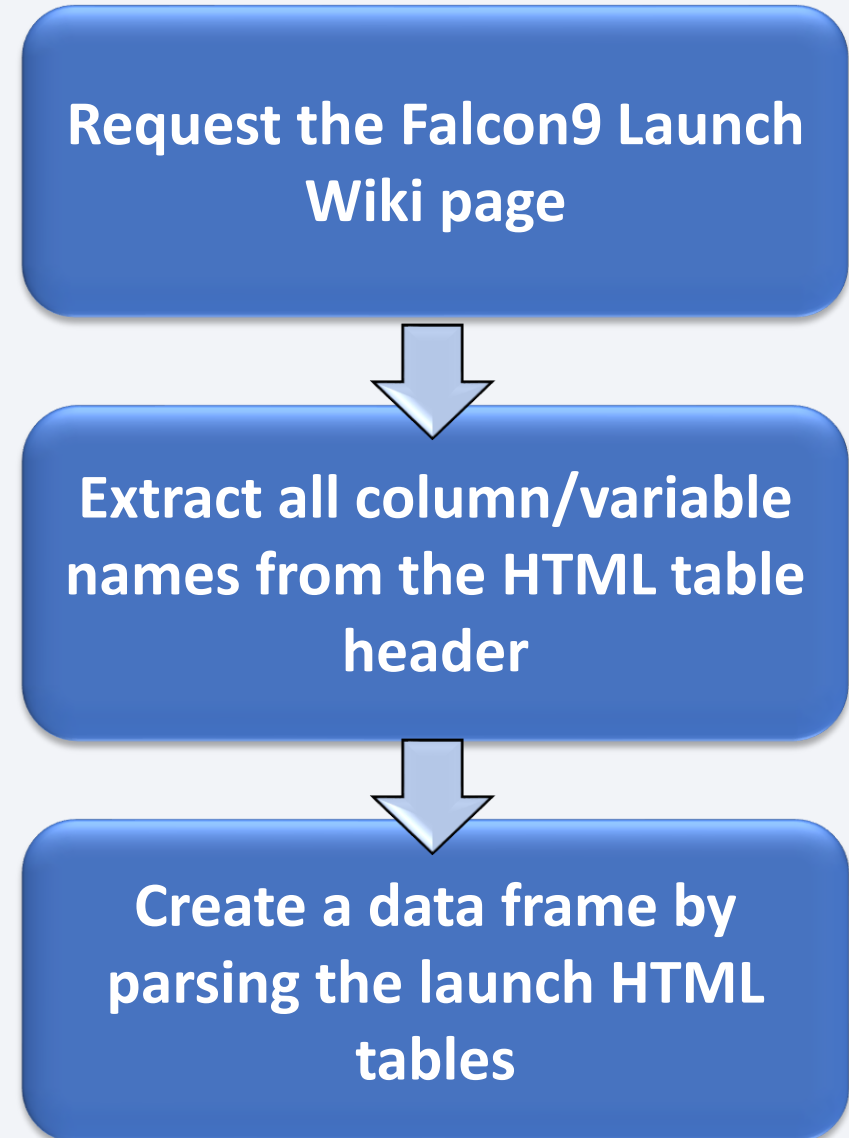 Request the Falcon9 Launch
Wiki page
Extract all column/variable
names from the HTML table
header
Create a data frame by
parsing the launch HTML
tables